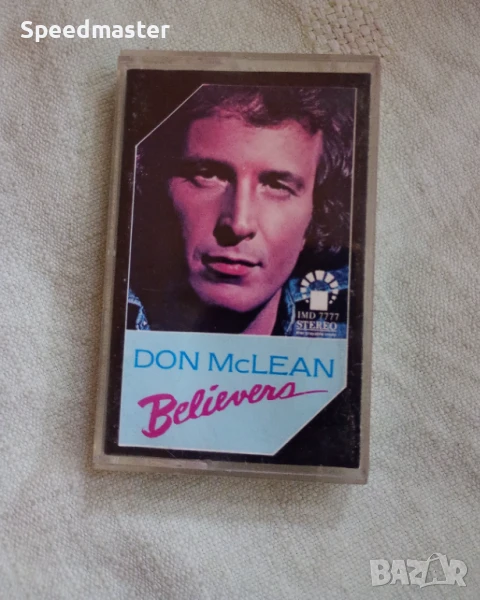 Speedmaster
IMD 7777
STEREO
DON McLEAN
Believers
BAZAR